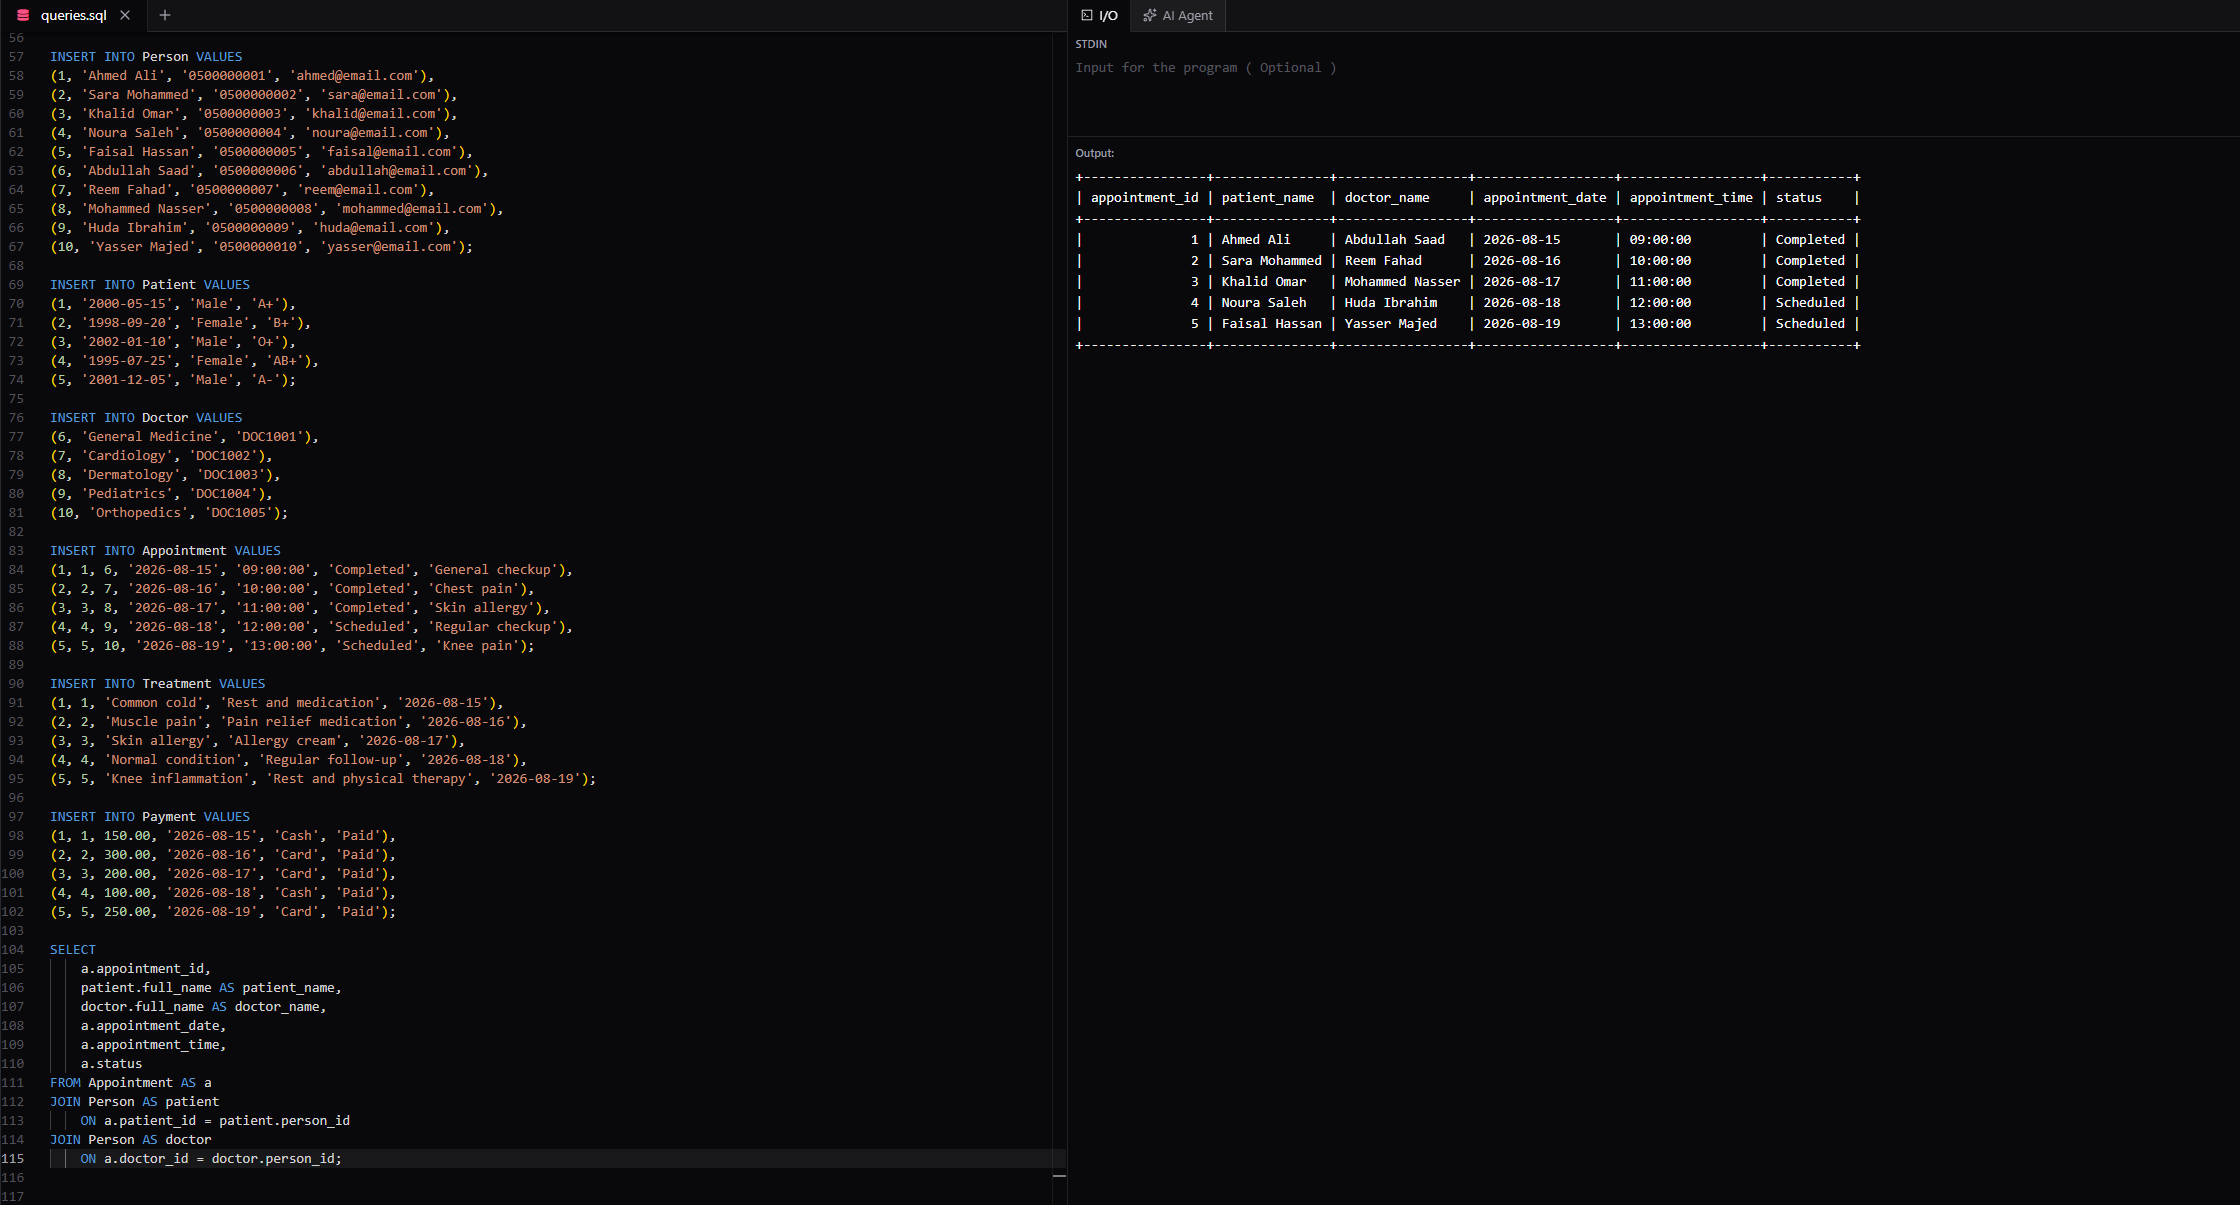 queries.sql
I/O
AI Agent
56
57 INSERT INTO Person VALUES
58 (1, 'Ahmed Ali', '0500000001', 'ahmed@email.com'),
59 (2, 'Sara Mohammed', '0500000002', 'sara@email.com'),
60 (3, 'Khalid Omar', '0500000003', 'khalid@email.com'),
61 (4, 'Noura Saleh', '0500000004', 'noura@email.com'),
62 (5, 'Faisal Hassan', '0500000005', 'faisal@email.com'),
63 (6, 'Abdullah Saad', '0500000006', 'abdullah@email.com'),
64 (7, 'Reem Fahad', '0500000007', 'reem@email.com'),
65 (8, 'Mohammed Nasser', '0500000008', 'mohammed@email.com'),
66 (9, 'Huda Ibrahim', '0500000009', 'huda@email.com'),
67 (10, 'Yasser Majed', '0500000010', 'yasser@email.com');
68
69 INSERT INTO Patient VALUES
70 (1, '2000-05-15', 'Male', 'A+'),
71 (2, '1998-09-20', 'Female', 'B+'),
72 (3, '2002-01-10', 'Male', 'O+'),
73 (4, '1995-07-25', 'Female', 'AB+'),
74 (5, '2001-12-05', 'Male', 'A-');
75
76 INSERT INTO Doctor VALUES
77 (6, 'General Medicine', 'DOC1001'),
78 (7, 'Cardiology', 'DOC1002'),
79 (8, 'Dermatology', 'DOC1003'),
80 (9, 'Pediatrics', 'DOC1004'),
81 (10, 'Orthopedics', 'DOC1005');
82
83 INSERT INTO Appointment VALUES
84 (1, 1, 6, '2026-08-15', '09:00:00', 'Completed', 'General checkup'),
85 (2, 2, 7, '2026-08-16', '10:00:00', 'Completed', 'Chest pain'),
86 (3, 3, 8, '2026-08-17', '11:00:00', 'Completed', 'Skin allergy'),
87 (4, 4, 9, '2026-08-18', '12:00:00', 'Scheduled', 'Regular checkup'),
88 (5, 5, 10, '2026-08-19', '13:00:00', 'Scheduled', 'Knee pain');
89
90 INSERT INTO Treatment VALUES
91 (1, 1, 'Common cold', 'Rest and medication', '2026-08-15'),
92 (2, 2, 'Muscle pain', 'Pain relief medication', '2026-08-16'),
93 (3, 3, 'Skin allergy', 'Allergy cream', '2026-08-17'),
94 (4, 4, 'Normal condition', 'Regular follow-up', '2026-08-18'),
95 (5, 5, 'Knee inflammation', 'Rest and physical therapy', '2026-08-19');
96
97 INSERT INTO Payment VALUES
98 (1, 1, 150.00, '2026-08-15', 'Cash', 'Paid'),
99 (2, 2, 300.00, '2026-08-16', 'Card', 'Paid'),
100 (3, 3, 200.00, '2026-08-17', 'Card', 'Paid'),
101 (4, 4, 100.00, '2026-08-18', 'Cash', 'Paid'),
102 (5, 5, 250.00, '2026-08-19', 'Card', 'Paid');
103
104 SELECT
105 a.appointment_id,
106 patient.full_name AS patient_name,
107 doctor.full_name AS doctor_name,
108 a.appointment_date,
109 a.appointment_time,
110 a.status
111 FROM Appointment AS a
112 JOIN Person AS patient
113 ON a.patient_id = patient.person_id
114 JOIN Person AS doctor
115 ON a.doctor_id = doctor.person_id;
116
117
STDIN
Input for the program ( Optional )
Output:
+----------------+---------------+-----------------+------------------+------------------+-----------+
| appointment_id | patient_name | doctor_name | appointment_date | appointment_time | status |
+----------------+---------------+-----------------+------------------+------------------+-----------+
| 1 | Ahmed Ali | Abdullah Saad | 2026-08-15 | 09:00:00 | Completed |
| 2 | Sara Mohammed | Reem Fahad | 2026-08-16 | 10:00:00 | Completed |
| 3 | Khalid Omar | Mohammed Nasser | 2026-08-17 | 11:00:00 | Completed |
| 4 | Noura Saleh | Huda Ibrahim | 2026-08-18 | 12:00:00 | Scheduled |
| 5 | Faisal Hassan | Yasser Majed | 2026-08-19 | 13:00:00 | Scheduled |
+----------------+---------------+-----------------+------------------+------------------+-----------+